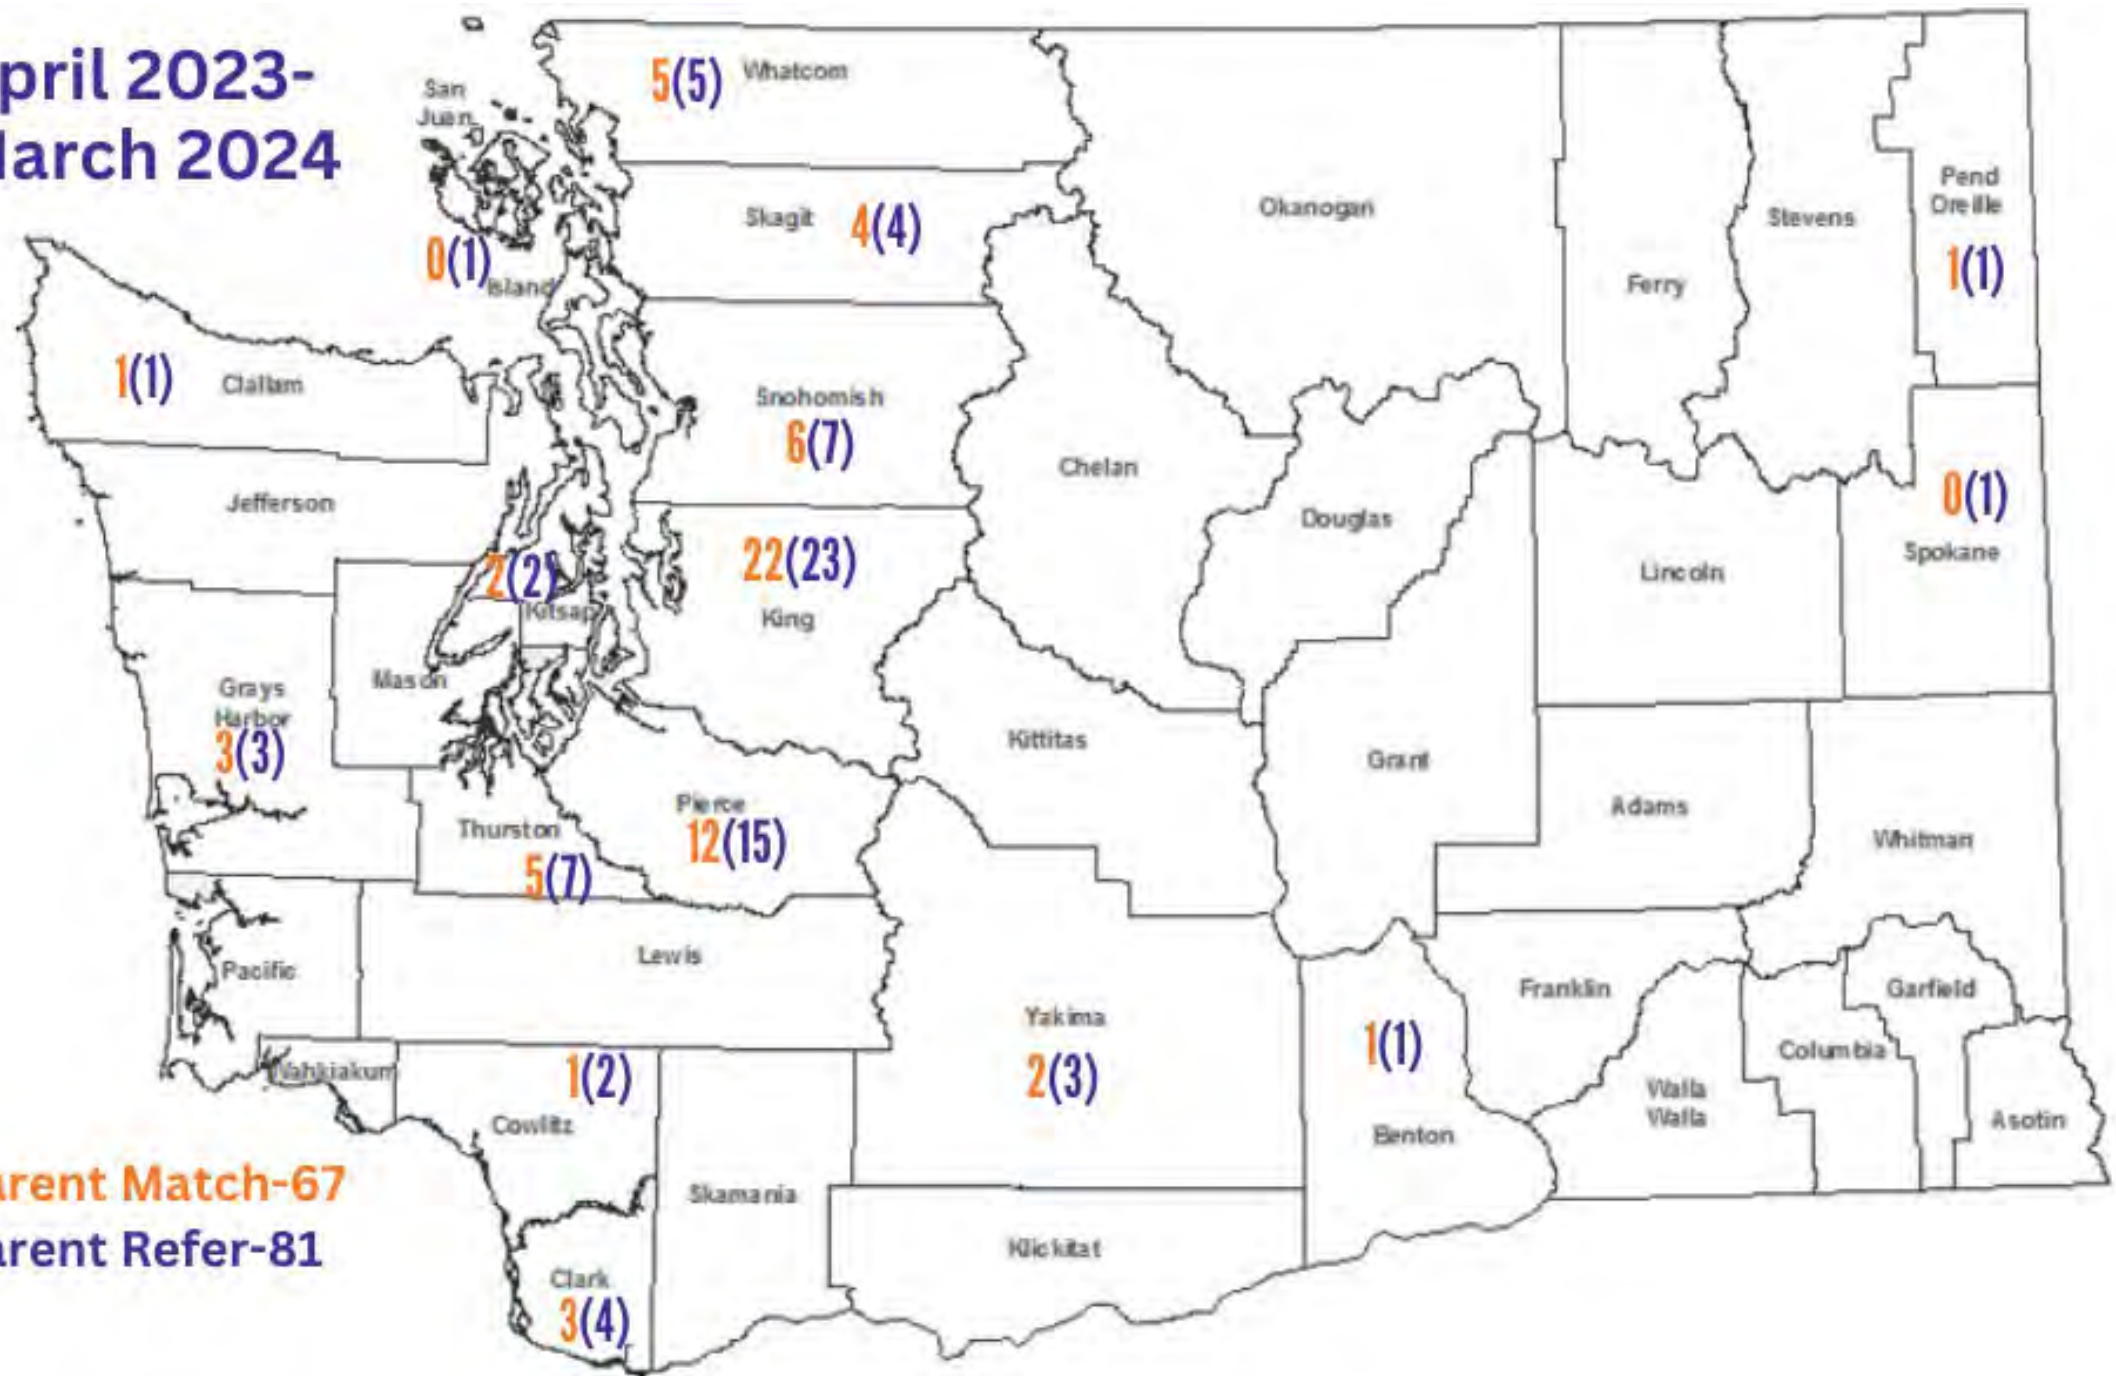 pril 2023-
March 2024
5(5) Whatcom
San
Juan
Okanogan
Pend
Oreille
1(1)
Skagit 4(4)
Stevens
0(1)
Island
Ferry
1(1) Clallam
Snohomish
6(7)
Chelan
0(1)
Spokane
Jefferson
Douglas
22(23)
King
2(2)
Kitsap
Lincoln
Mason
Grays
Harbor
3(3)
Kittitas
Grant
Pierce
12(15)
Adams
Thurston
5(7)
Whitman
Lewis
Pacific
Franklin
Garfield
Yakima
2(3)
1(1)
Benton
Columbia
Wahkiakum
1(2)
Cowlitz
Walla
Walla
Asotin
arent Match-67
arent Refer-81
Skamania
Klickitat
Clark
3(4)